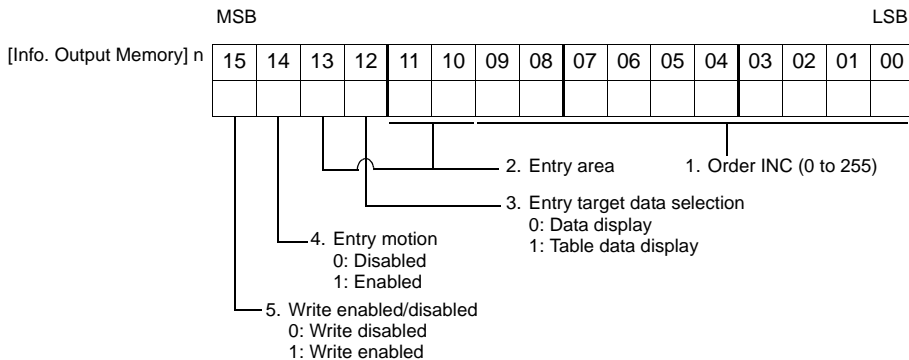 MSB LSB
[Info. Output Memory] n 15 14 13 12 11 10 09 08 07 06 05 04 03 02 01 00
2. Entry area 1. Order INC (0 to 255)
3. Entry target data selection
0: Data display
1: Table data display
4. Entry motion
0: Disabled
1: Enabled
5. Write enabled/disabled
0: Write disabled
1: Write enabled